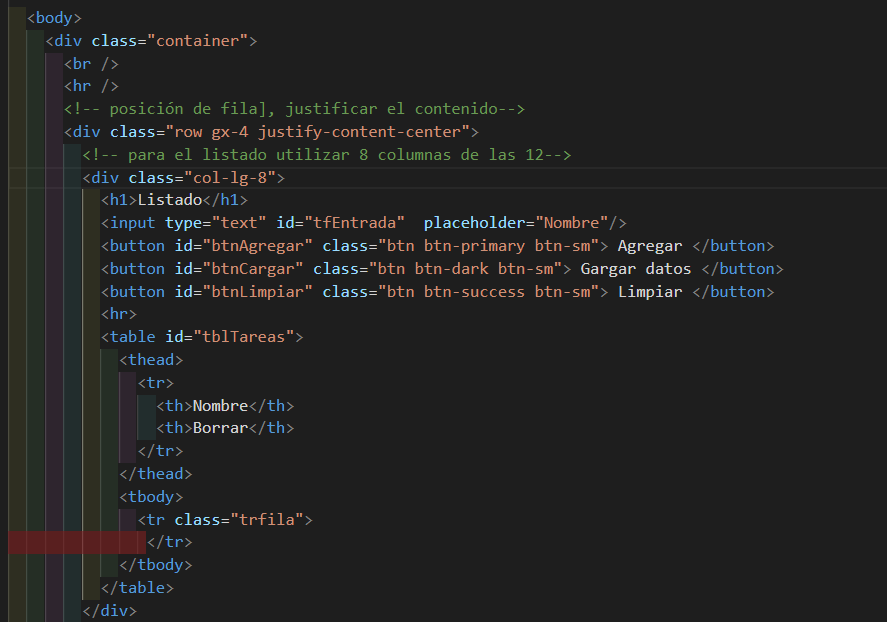 <body>
<div class="container">
<br />
<hr />
<!-- posición de fila], justificar el contenido-->
<div class="row gx-4 justify-content-center">
<!-- para el listado utilizar 8 columnas de las 12-->
<div class="col-lg-8">
<h1>Listado</h1>
<input type="text" id="tfEntrada"  placeholder="Nombre"/>
<button id="btnAgregar" class="btn btn-primary btn-sm"> Agregar </button>
<button id="btnCargar" class="btn btn-dark btn-sm"> Gargar datos </button>
<button id="btnLimpiar" class="btn btn-success btn-sm"> Limpiar </button>
<hr>
<table id="tblTareas">
<thead>
<tr>
<th>Nombre</th>
<th>Borrar</th>
</tr>
</thead>
<tbody>
<tr class="trfila">
</tr>
</tbody>
</table>
</div>